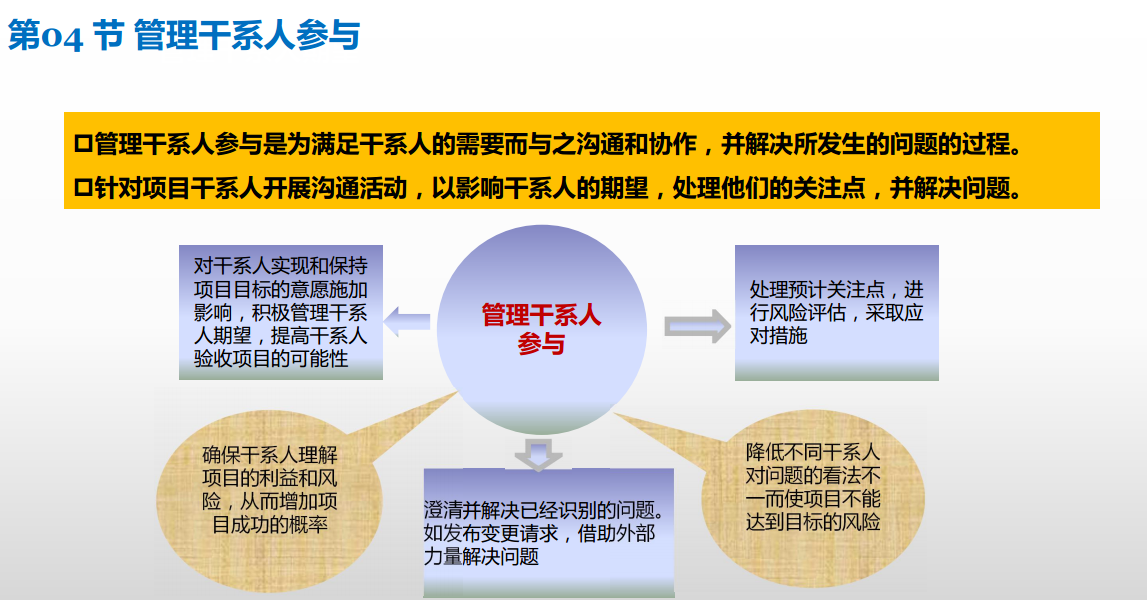 第04 节 管理干系人参与
管理干系人参与是为满足干系人的需要而与之沟通和协作，并解决所发生的问题的过程。
针对项目干系人开展沟通活动，以影响干系人的期望，处理他们的关注点，并解决问题。
对干系人实现和保持
项目目标的意愿施加
影响，积极管理干系
人期望，提高干系人
验收项目的可能性
管理干系人
参与
处理预计关注点，进
行风险评估，采取应
对措施
确保干系人理解
项目的利益和风
险，从而增加项
目成功的概率
澄清并解决已经识别的问题。
如发布变更请求，借助外部
力量解决问题
降低不同干系人
对问题的看法不
一而使项目不能
达到目标的风险